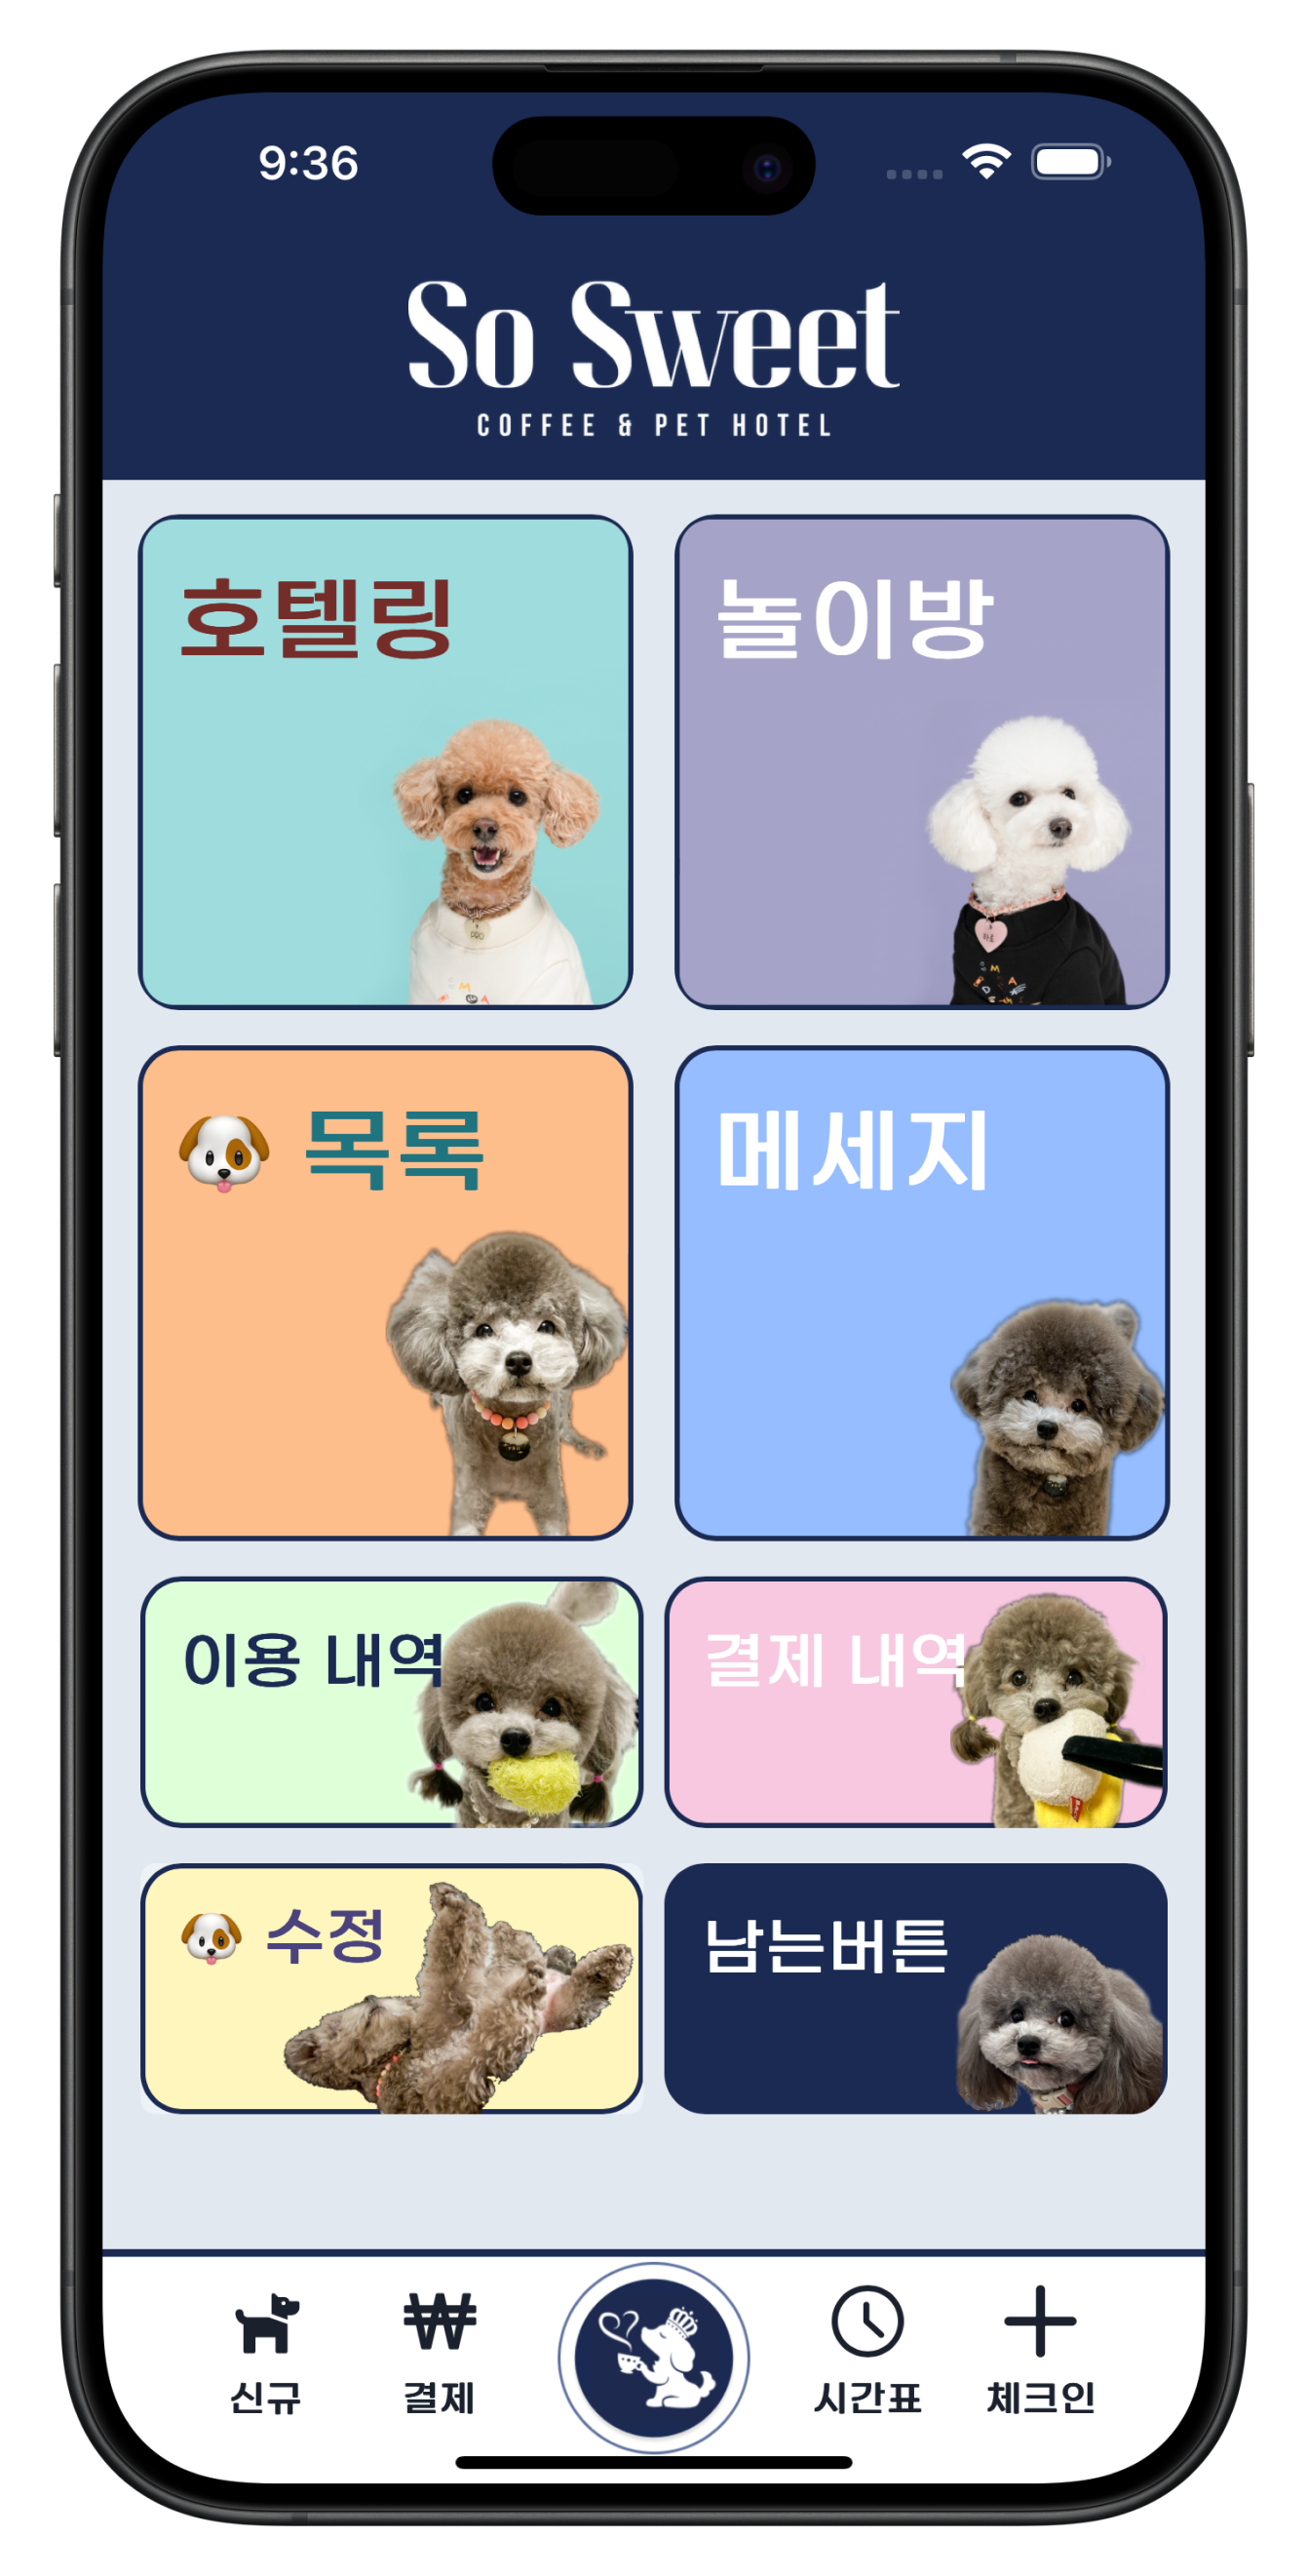 9:36
So Sweet
COFFEE & PET HOTEL
호텔링
놀이방
🐶 목록
메세지
이용 내역
결제 내역
🐶 수정
남는버튼
신규
결제
시간표
체크인